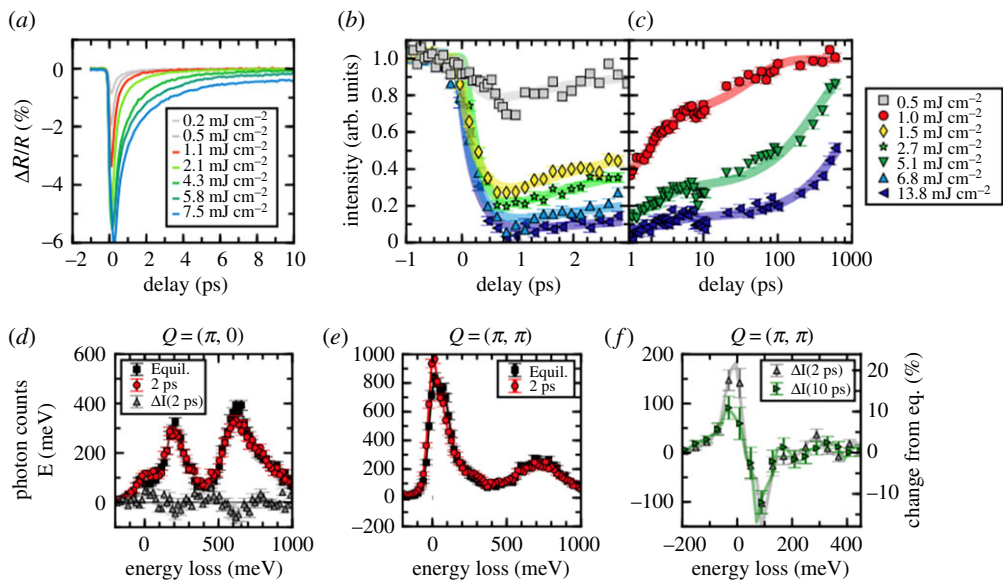 (a)
ΔR/R (%)
0
−2
−4
−6
−2 0 2 4 6 8 10
delay (ps)
0.2 mJ cm⁻²
0.5 mJ cm⁻²
1.1 mJ cm⁻²
2.1 mJ cm⁻²
4.3 mJ cm⁻²
5.8 mJ cm⁻²
7.5 mJ cm⁻²
(b)
intensity (arb. units)
1.0
0.8
0.6
0.4
0.2
0
−1 0 1 2
delay (ps)
(c)
1 10 100 1000
delay (ps)
0.5 mJ cm⁻²
1.0 mJ cm⁻²
1.5 mJ cm⁻²
2.7 mJ cm⁻²
5.1 mJ cm⁻²
6.8 mJ cm⁻²
13.8 mJ cm⁻²
(d)
Q = (π, 0)
photon counts
E (meV)
600
400
200
0
0 500 1000
energy loss (meV)
Equil.
2 ps
ΔI(2 ps)
(e)
Q = (π, π)
1000
800
600
400
200
0
−200
0 500 1000
energy loss (meV)
Equil.
2 ps
(f)
Q = (π, π)
200
100
0
−100
−200 0 200 400
energy loss (meV)
ΔI(2 ps)
ΔI(10 ps)
20
10
0
−10
change from eq. (%)